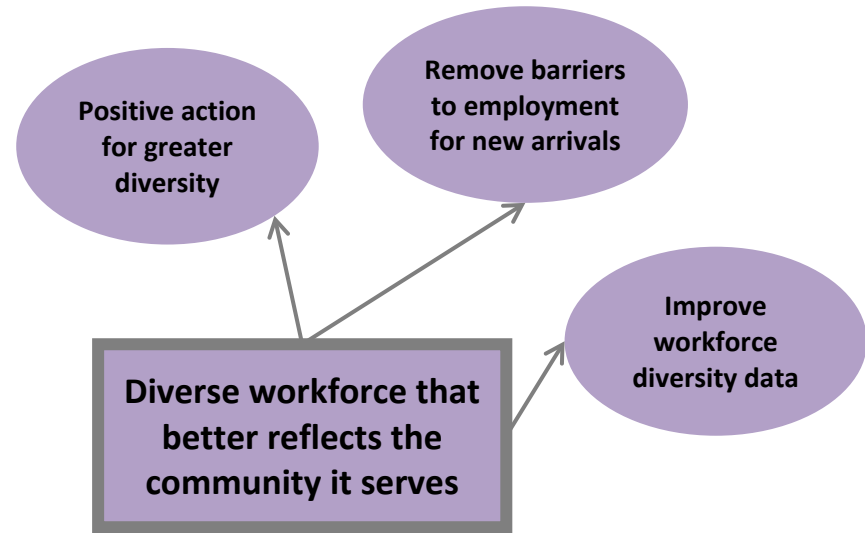 Positive action
for greater
diversity
Remove barriers
to employment
for new arrivals
Improve
workforce
diversity data
Diverse workforce that
better reflects the
community it serves